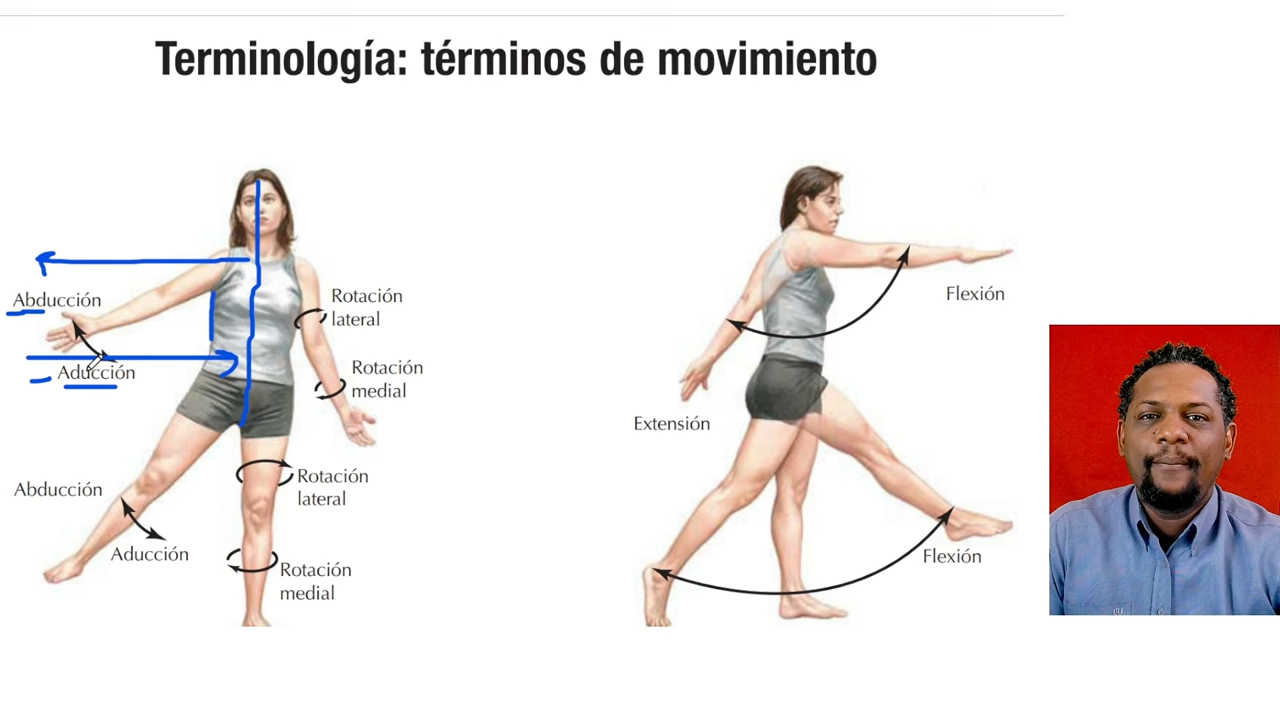 Terminología: términos de movimiento
Abducción
Aducción
Rotación
lateral
Rotación
medial
Abducción
Aducción
Rotación
lateral
Rotación
medial
Flexión
Extensión
Flexión